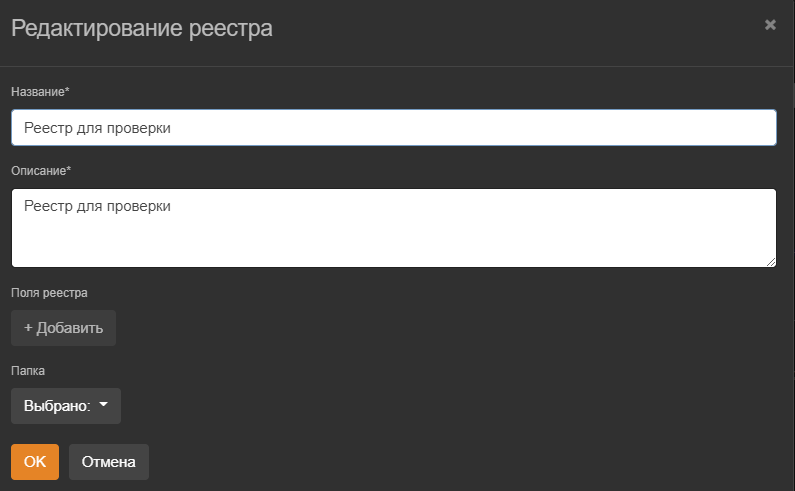 Редактирование реестра
Название*
Реестр для проверки
Описание*
Реестр для проверки
Поля реестра
+ Добавить
Папка
Выбрано:
OK Отмена